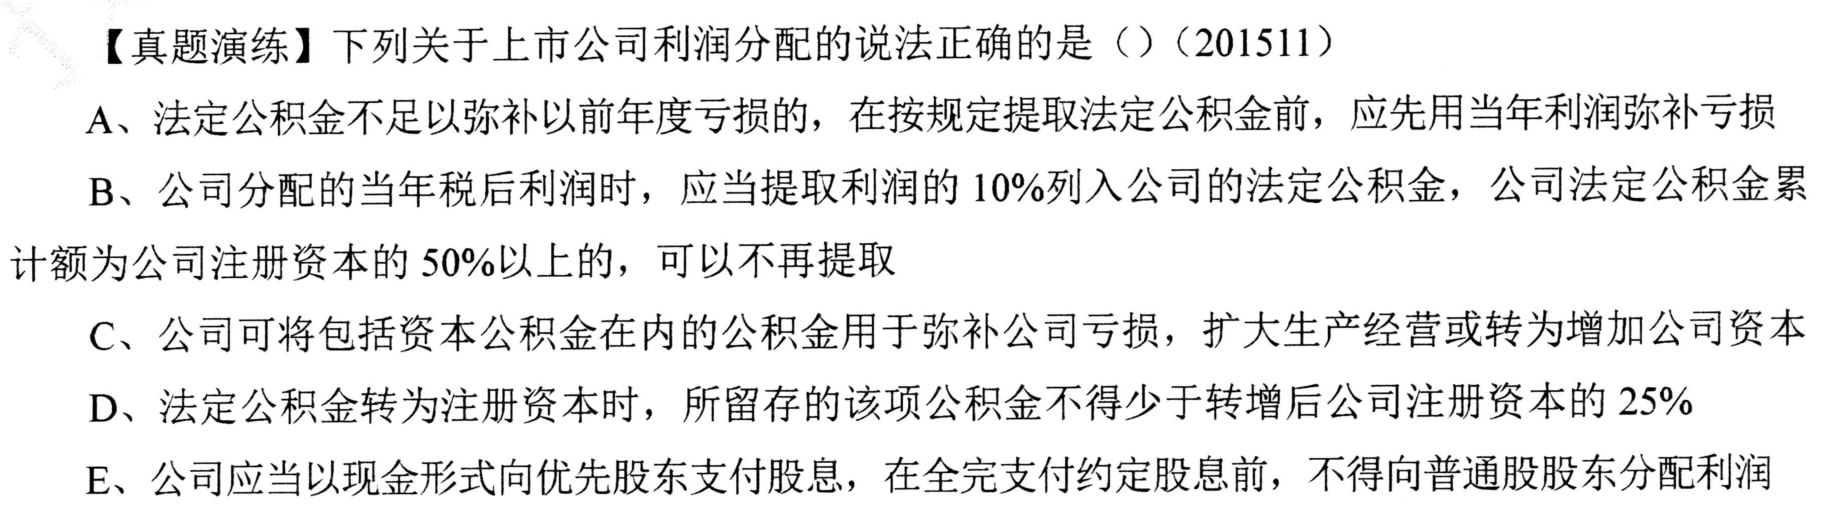 【真题演练】下列关于上市公司利润分配的说法正确的是（）（201511）
A、法定公积金不足以弥补以前年度亏损的，在按规定提取法定公积金前，应先用当年利润弥补亏损
B、公司分配的当年税后利润时，应当提取利润的 10%列入公司的法定公积金，公司法定公积金累
计额为公司注册资本的 50%以上的，可以不再提取
C、公司可将包括资本公积金在内的公积金用于弥补公司亏损，扩大生产经营或转为增加公司资本
D、法定公积金转为注册资本时，所留存的该项公积金不得少于转增后公司注册资本的 25%
E、公司应当以现金形式向优先股东支付股息，在全完支付约定股息前，不得向普通股股东分配利润